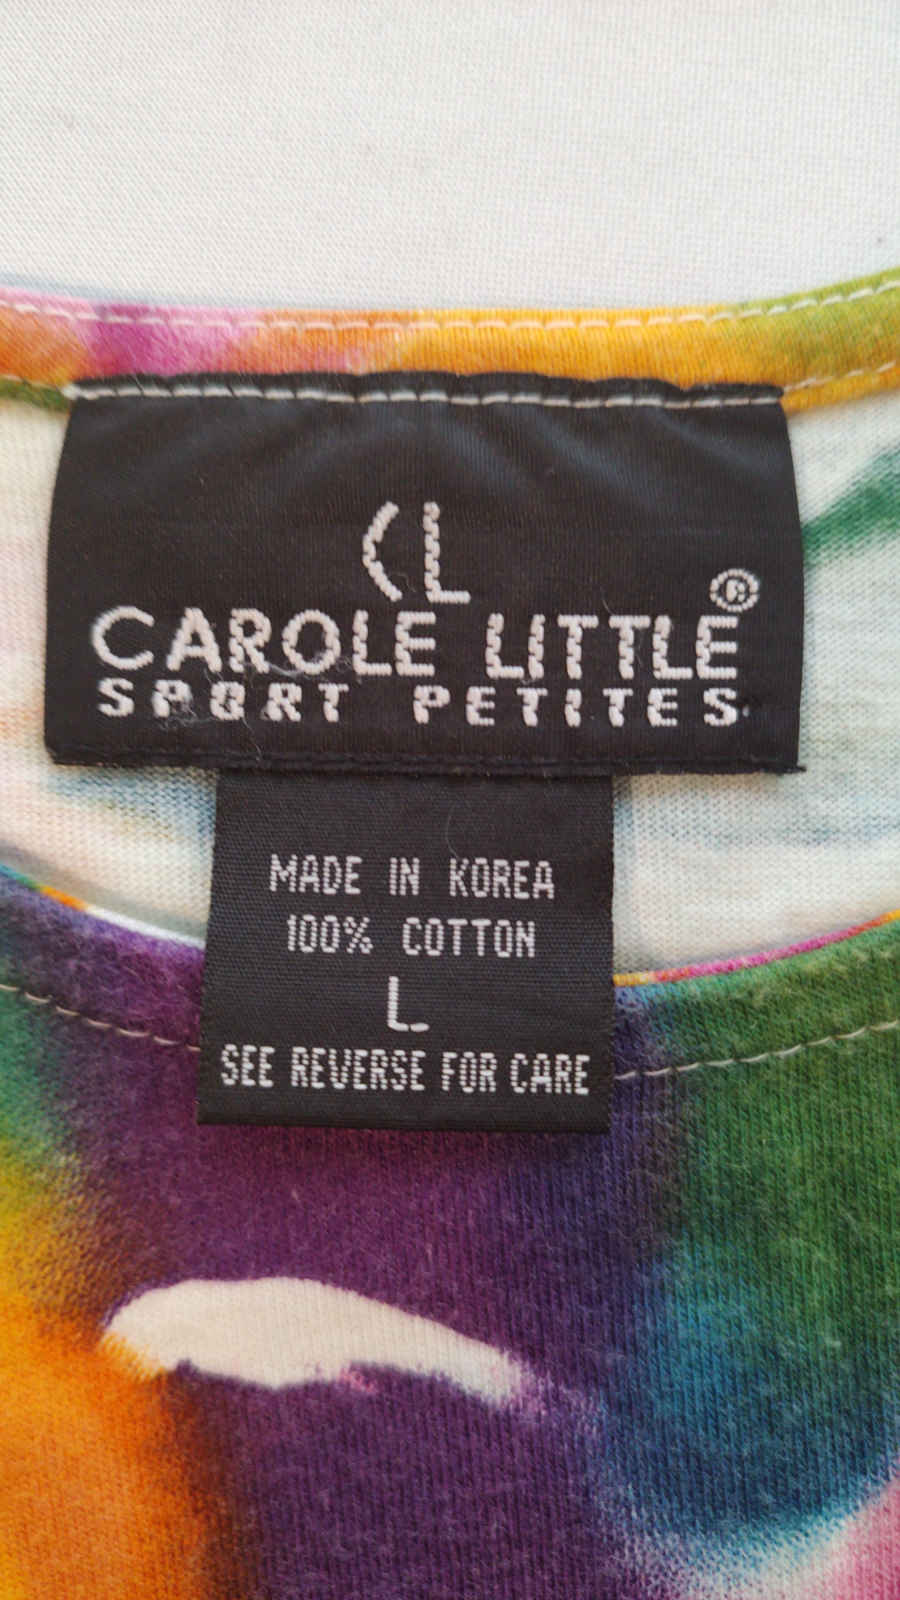 CL
CAROLE LITTLE®
SPORT PETITES
MADE IN KOREA
100% COTTON
L
SEE REVERSE FOR CARE